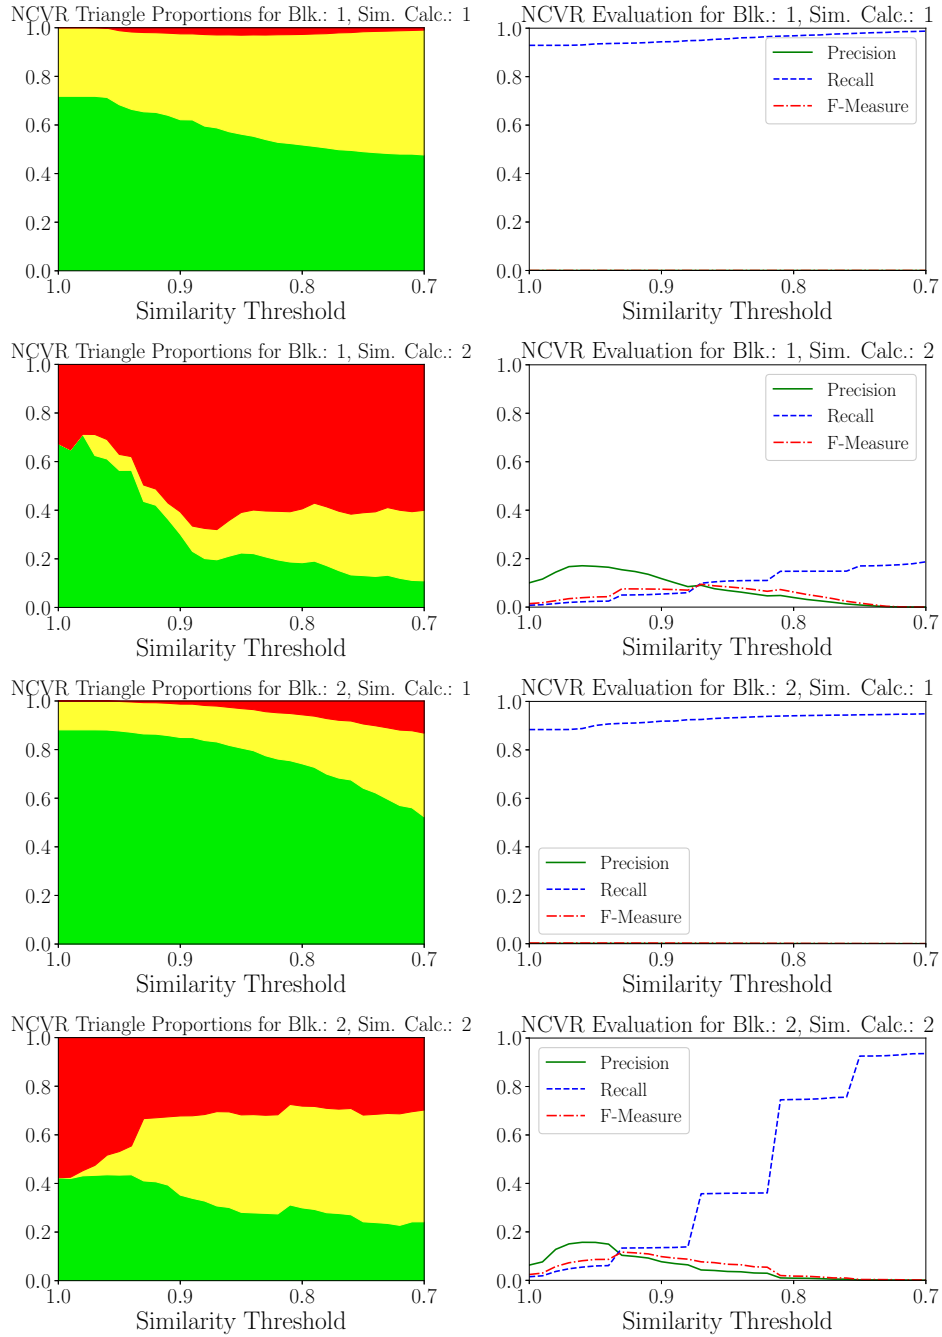 NCVR Triangle Proportions for Blk.: 1, Sim. Calc.: 1
1.0
0.8
0.6
0.4
0.2
0.0
1.0 0.9 0.8 0.7
Similarity Threshold
NCVR Evaluation for Blk.: 1, Sim. Calc.: 1
1.0
0.8
0.6
0.4
0.2
0.0
Precision
Recall
F-Measure
1.0 0.9 0.8 0.7
Similarity Threshold
NCVR Triangle Proportions for Blk.: 1, Sim. Calc.: 2
1.0
0.8
0.6
0.4
0.2
0.0
1.0 0.9 0.8 0.7
Similarity Threshold
NCVR Evaluation for Blk.: 1, Sim. Calc.: 2
1.0
0.8
0.6
0.4
0.2
0.0
Precision
Recall
F-Measure
1.0 0.9 0.8 0.7
Similarity Threshold
NCVR Triangle Proportions for Blk.: 2, Sim. Calc.: 1
1.0
0.8
0.6
0.4
0.2
0.0
1.0 0.9 0.8 0.7
Similarity Threshold
NCVR Evaluation for Blk.: 2, Sim. Calc.: 1
1.0
0.8
0.6
0.4
0.2
0.0
Precision
Recall
F-Measure
1.0 0.9 0.8 0.7
Similarity Threshold
NCVR Triangle Proportions for Blk.: 2, Sim. Calc.: 2
1.0
0.8
0.6
0.4
0.2
0.0
1.0 0.9 0.8 0.7
Similarity Threshold
NCVR Evaluation for Blk.: 2, Sim. Calc.: 2
1.0
0.8
0.6
0.4
0.2
0.0
Precision
Recall
F-Measure
1.0 0.9 0.8 0.7
Similarity Threshold